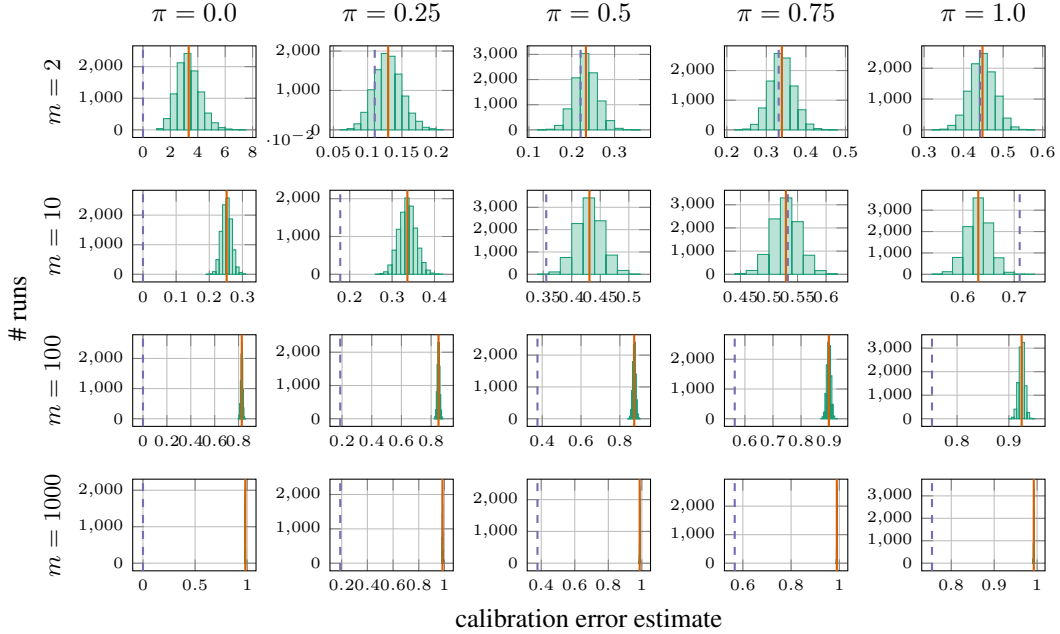 π = 0.0 π = 0.25 π = 0.5 π = 0.75 π = 1.0
m = 2
2,000 2,000 3,000 2,000 2,000
1,000 1,000 2,000 1,000 1,000
0 0 1,000 0 0
0
0 2 4 6 8 ·10−2 0.05 0.1 0.15 0.2 0.1 0.2 0.3 0.2 0.3 0.4 0.5 0.3 0.4 0.5 0.6
m = 10
2,000 2,000 3,000 3,000 3,000
1,000 1,000 2,000 2,000 2,000
0 0 1,000 1,000 1,000
0 0 0
0 0.1 0.2 0.3 0.2 0.3 0.4 0.35 0.4 0.45 0.5 0.45 0.5 0.55 0.6 0.6 0.7
# runs
m = 100
2,000 2,000 2,000 2,000 3,000
1,000 1,000 1,000 1,000 2,000
0 0 0 0 1,000
0
0 0.2 0.4 0.6 0.8 0.2 0.4 0.6 0.8 0.4 0.6 0.8 0.6 0.7 0.8 0.9 0.8 0.9
m = 1000
2,000 2,000 2,000 2,000 3,000
1,000 1,000 1,000 1,000 2,000
0 0 0 0 1,000
0
0 0.5 1 0.2 0.4 0.6 0.8 1 0.4 0.6 0.8 1 0.6 0.8 1 0.8 0.9 1
calibration error estimate